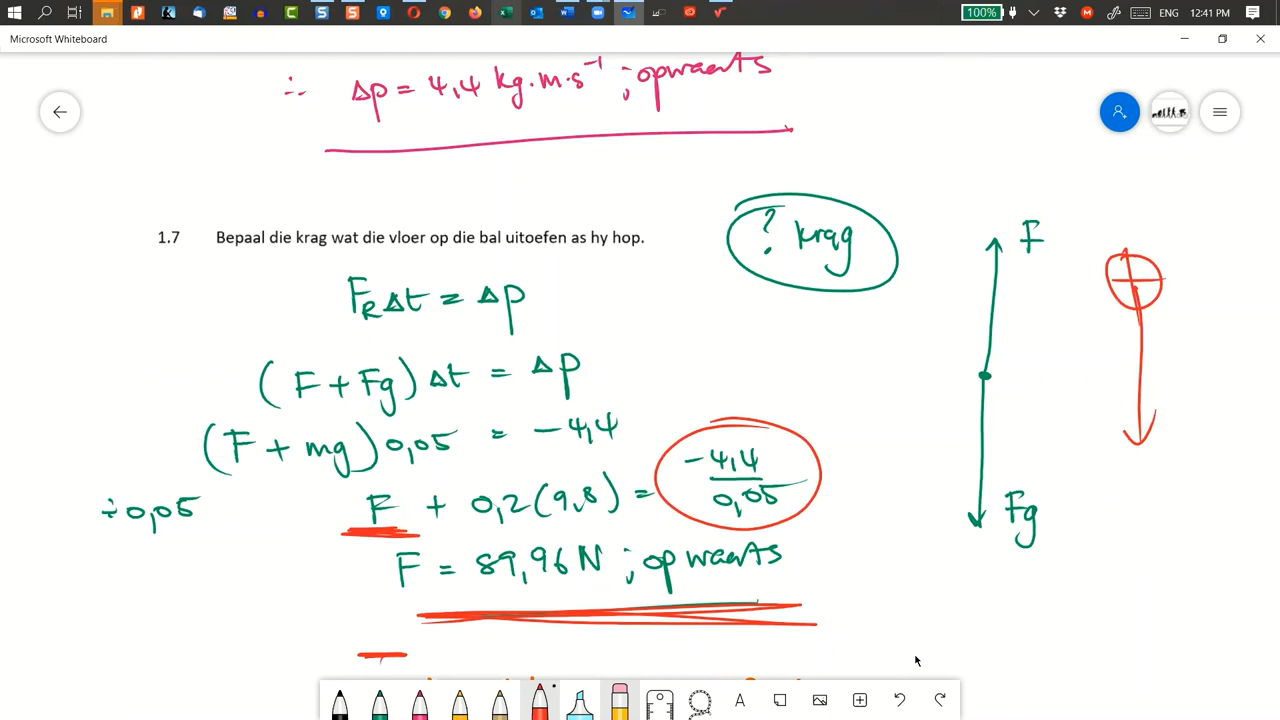 100% ENG 12:41 PM
Microsoft Whiteboard
∴ Δp = 4,4 kg.m.s⁻¹ ; opwaarts
1.7 Bepaal die krag wat die vloer op die bal uitoefen as hy hop.
? krag
F
FRΔt = Δp
(F + Fg) Δt = Δp
(F + mg) 0,05 = -4,4
÷0,05 F + 0,2(9,8) = -4,4/0,05
Fg
F = 89,96 N ; opwaarts